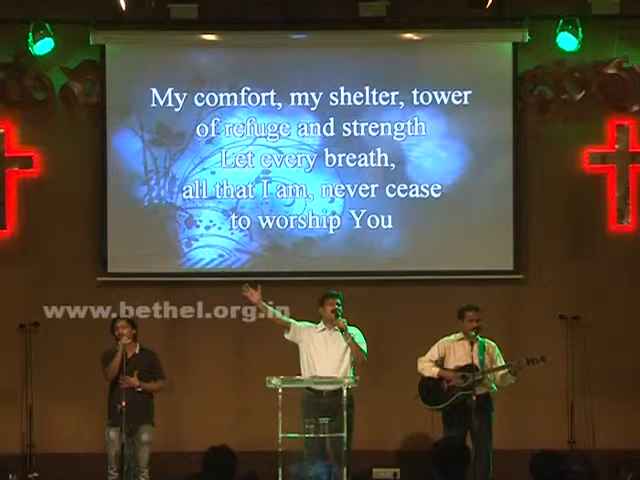 My comfort, my shelter, tower
of refuge and strength
Let every breath,
all that I am, never cease
to worship You
www.bethel.org.in